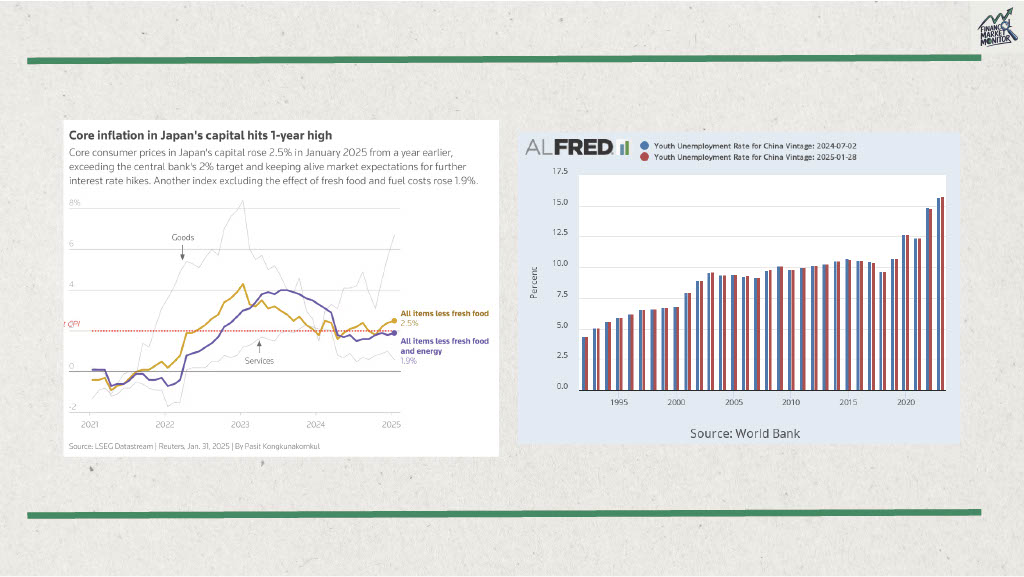 FINANCIAL
MARKET
MONITOR
Core inflation in Japan's capital hits 1-year high
Core consumer prices in Japan's capital rose 2.5% in January 2025 from a year earlier,
exceeding the central bank's 2% target and keeping alive market expectations for further
interest rate hikes. Another index excluding the effect of fresh food and fuel costs rose 1.9%.
8%
6
4
t CPI
0
-2
Goods
Services
All items less fresh food
2.5%
All items less fresh food
and energy
1.9%
2021 2022 2023 2024 2025
Source: LSEG Datastream | Reuters, Jan. 31, 2025 | By Pasit Kongkunakornkul
ALFRED
Youth Unemployment Rate for China Vintage: 2024-07-02
Youth Unemployment Rate for China Vintage: 2025-01-28
17.5
15.0
12.5
10.0
7.5
5.0
2.5
0.0
Percent
1995 2000 2005 2010 2015 2020
Source: World Bank